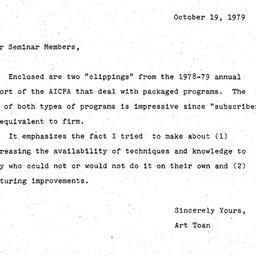 October 19, 1979
r Seminar Members,
Enclosed are two "clippings" from the 1978-79 annual
ort of the AICPA that deal with packaged programs. The
of both types of programs is impressive since "subscribe
equivalent to firm.
It emphasizes the fact I tried to make about (1)
reasing the availability of techniques and knowledge to
y who could not or would not do it on their own and (2)
turing improvements.
Sincerely Yours,
Art Toan